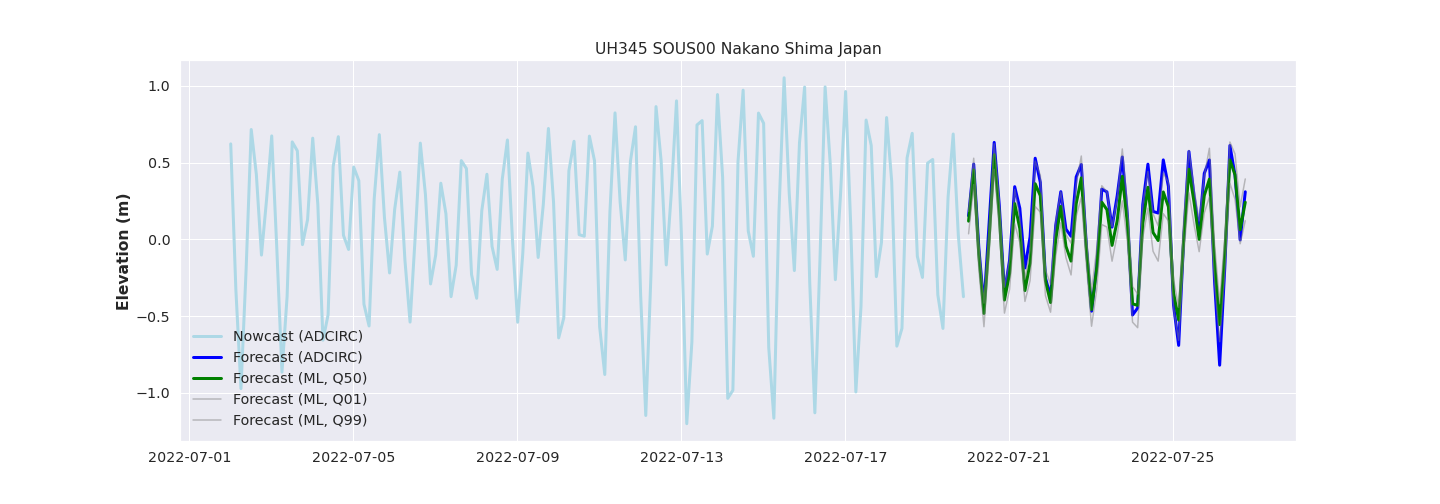 UH345 SOUS00 Nakano Shima Japan
Elevation (m)
1.0
0.5
0.0
−0.5
−1.0
Nowcast (ADCIRC)
Forecast (ADCIRC)
Forecast (ML, Q50)
Forecast (ML, Q01)
Forecast (ML, Q99)
2022-07-01 2022-07-05 2022-07-09 2022-07-13 2022-07-17 2022-07-21 2022-07-25